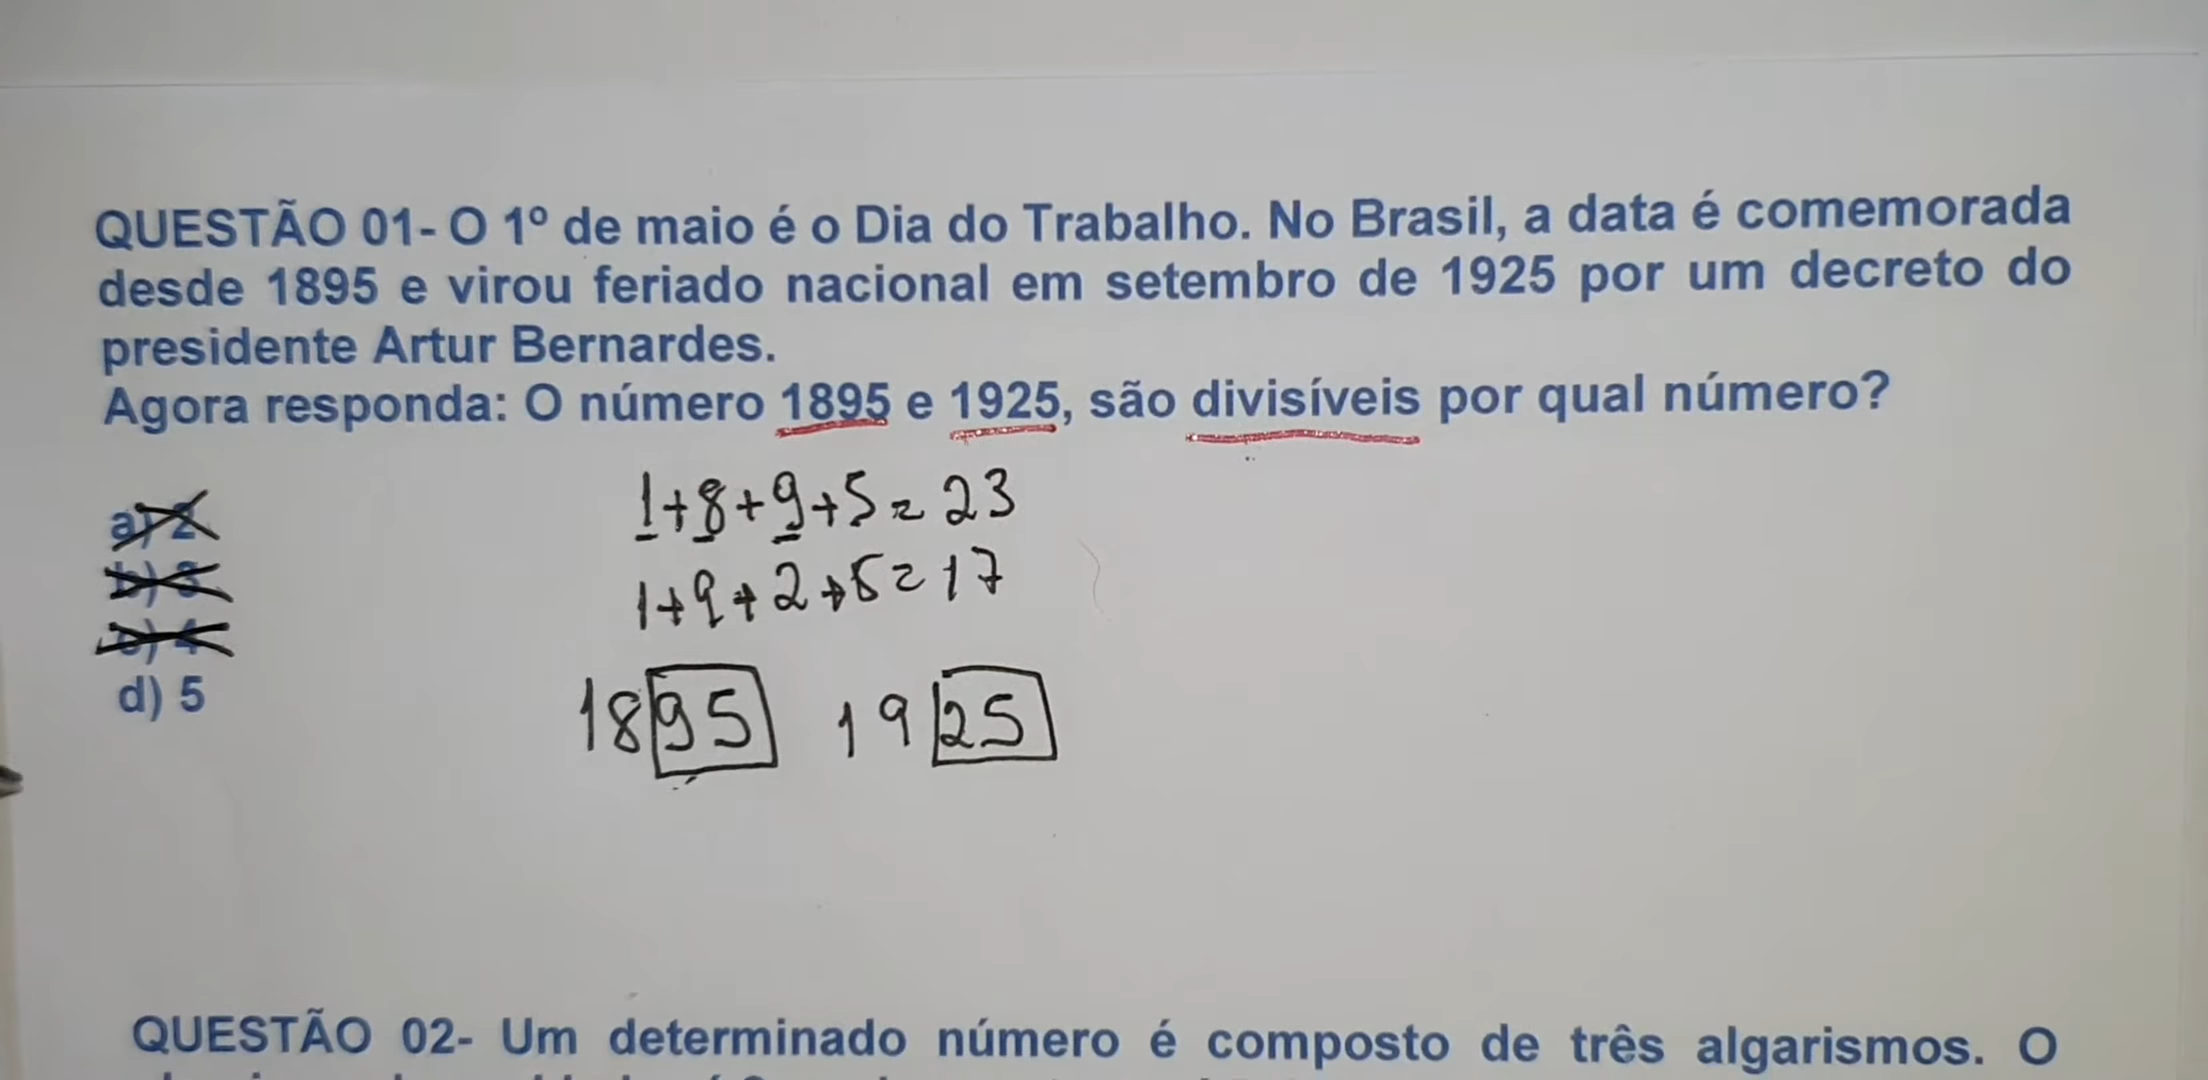 QUESTÃO 01- O 1º de maio é o Dia do Trabalho. No Brasil, a data é comemorada
desde 1895 e virou feriado nacional em setembro de 1925 por um decreto do
presidente Artur Bernardes.
Agora responda: O número 1895 e 1925, são divisíveis por qual número?
1+8+9+5=23
a) 2
1+9+2+5=17
b) 3
c) 4
d) 5
1895 1925
QUESTÃO 02- Um determinado número é composto de três algarismos. O